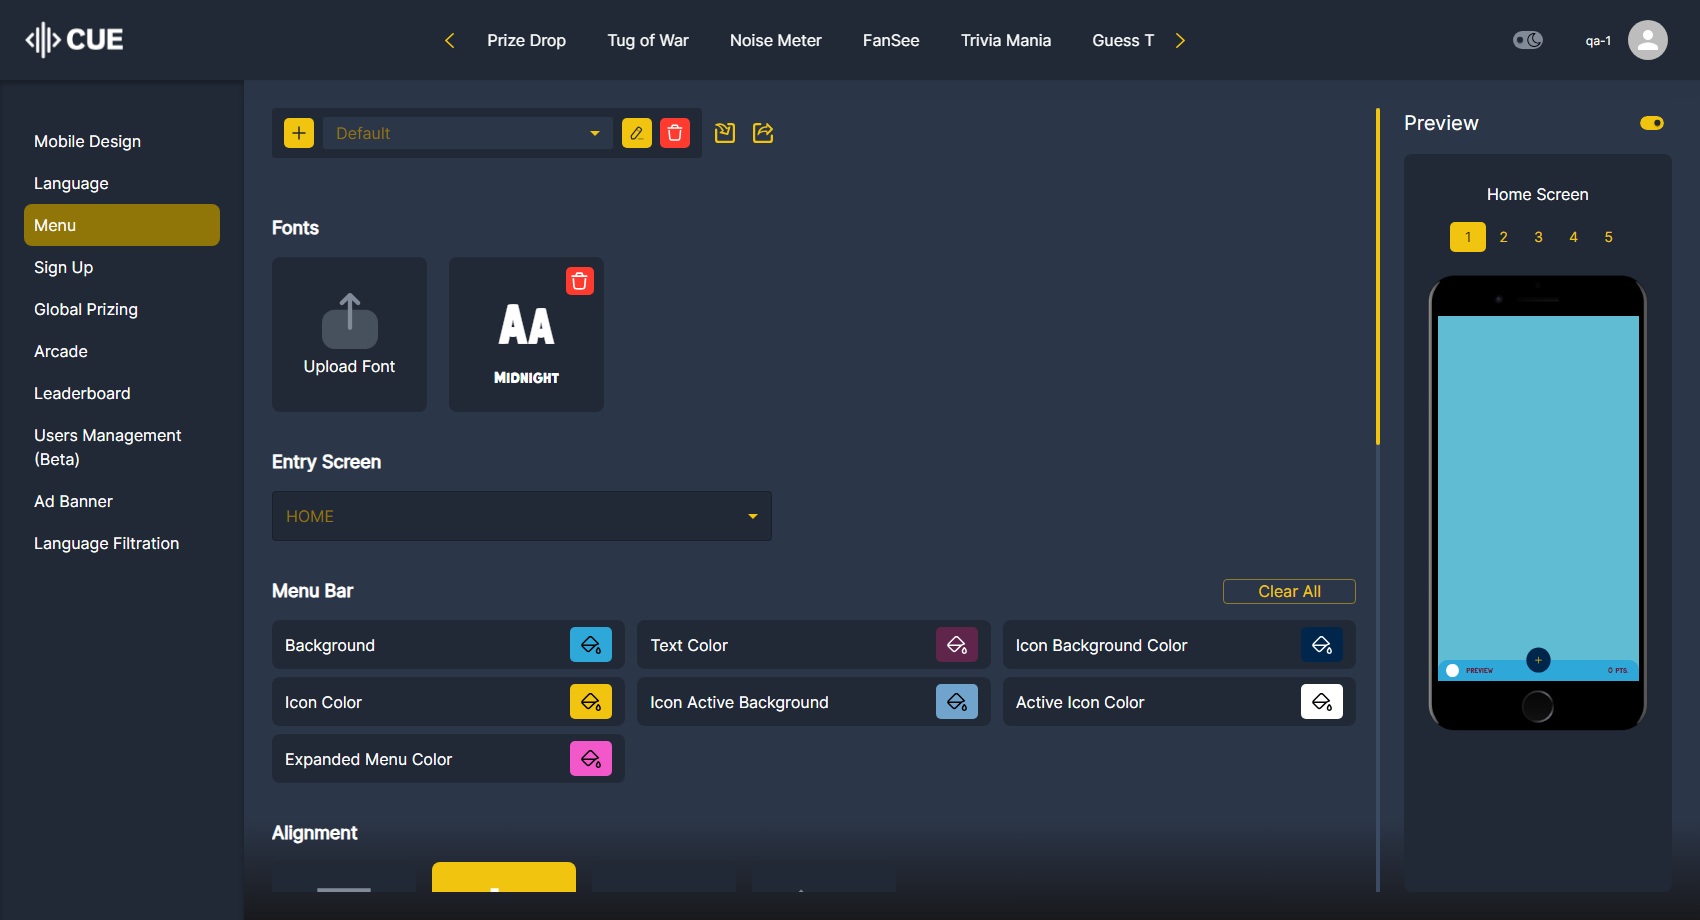 CUE
Prize Drop
Tug of War
Noise Meter
FanSee
Trivia Mania
Guess T
qa-1
Mobile Design
Language
Menu
Sign Up
Global Prizing
Arcade
Leaderboard
Users Management
(Beta)
Ad Banner
Language Filtration
Default
Fonts
Upload Font
AA
MIDNIGHT
Entry Screen
HOME
Menu Bar
Clear All
Background
Text Color
Icon Background Color
Icon Color
Icon Active Background
Active Icon Color
Expanded Menu Color
Alignment
Preview
Home Screen
1 2 3 4 5
PREVIEW
0 PTS